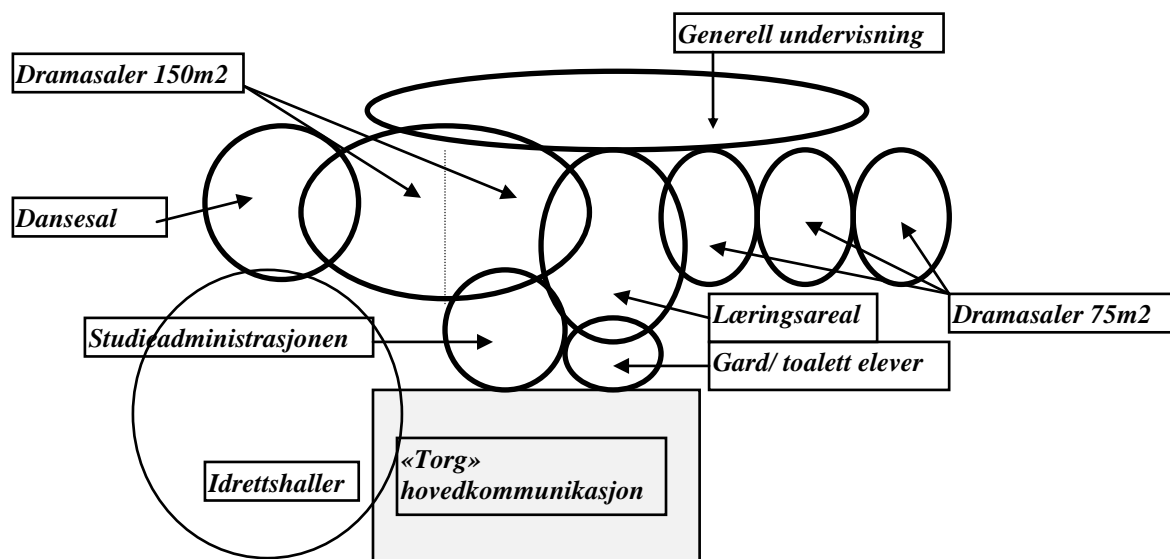 Generell undervisning
Dramasaler 150m2
Dansesal
Læringsareal
Dramasaler 75m2
Studieadministrasjonen
Gard/ toalett elever
«Torg»
hovedkommunikasjon
Idrettshaller